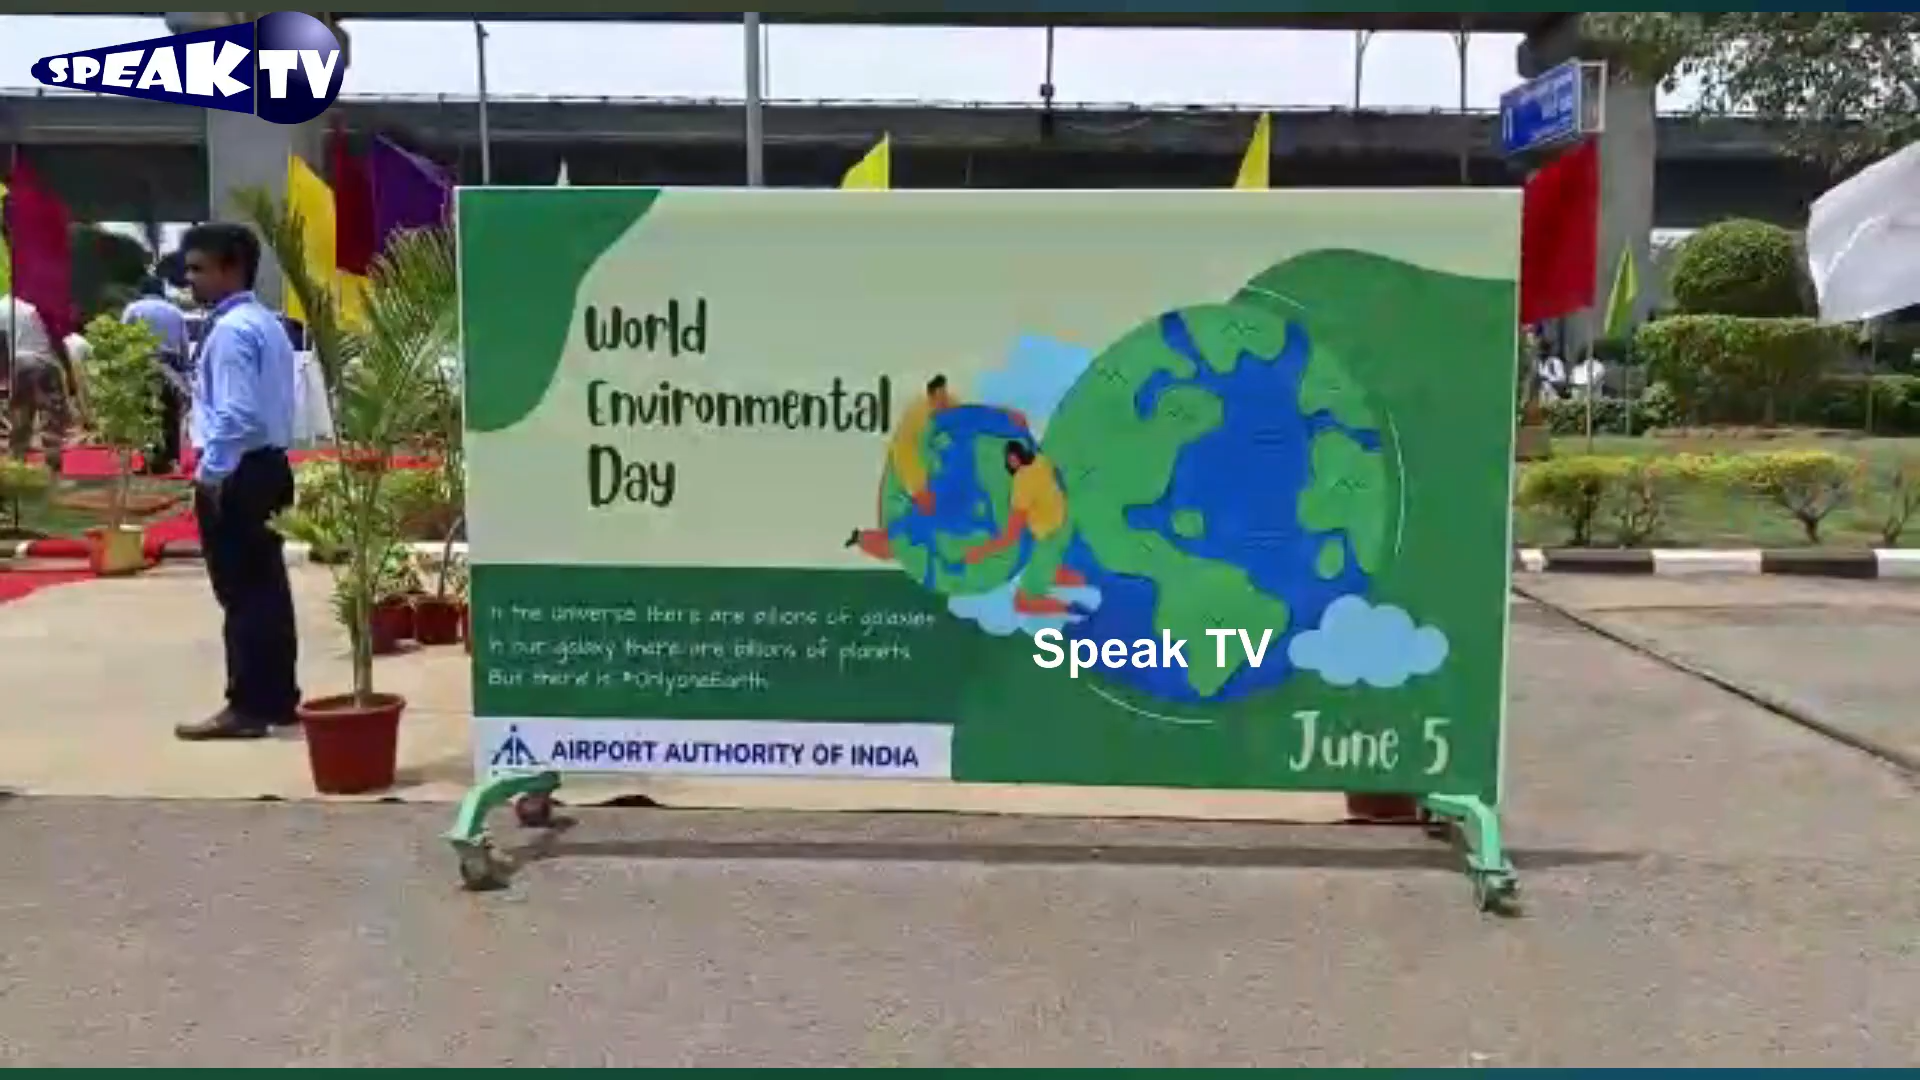 SPEAK TV
World
Environmental
Day
In the universe there are billions of galaxies
In our galaxy there are billions of planets
But there is #OnlyoneEarth
Speak TV
AIRPORT AUTHORITY OF INDIA
June 5